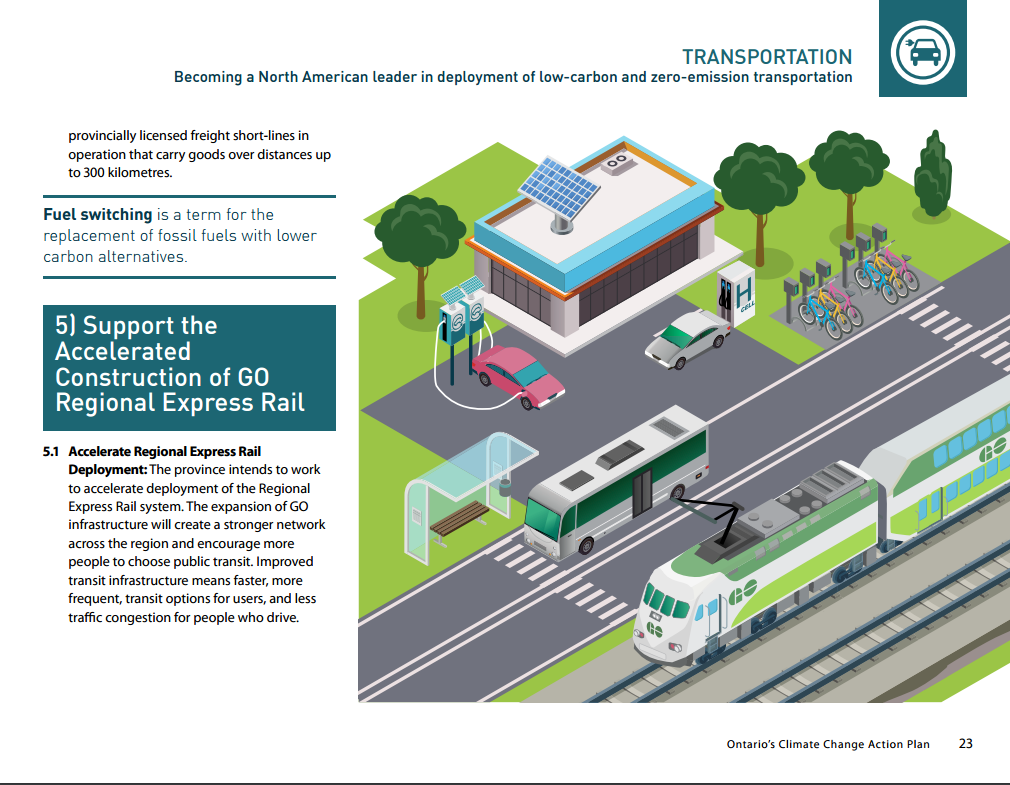 TRANSPORTATION
Becoming a North American leader in deployment of low-carbon and zero-emission transportation
provincially licensed freight short-lines in
operation that carry goods over distances up
to 300 kilometres.
Fuel switching is a term for the
replacement of fossil fuels with lower
carbon alternatives.
5) Support the
Accelerated
Construction of GO
Regional Express Rail
5.1 Accelerate Regional Express Rail
Deployment: The province intends to work
to accelerate deployment of the Regional
Express Rail system. The expansion of GO
infrastructure will create a stronger network
across the region and encourage more
people to choose public transit. Improved
transit infrastructure means faster, more
frequent, transit options for users, and less
traffic congestion for people who drive.
H
CELL
GO
GO
GO
Ontario's Climate Change Action Plan 23